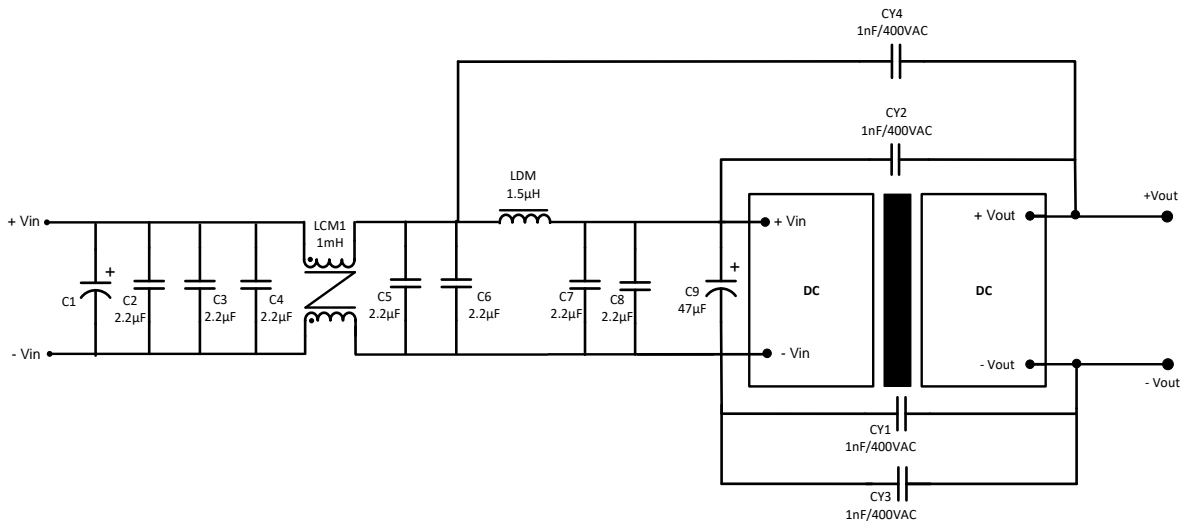 CY4
1nF/400VAC
CY2
1nF/400VAC
LDM
1.5µH
+ Vin
LCM1
1mH
+ Vin
+ Vout
+Vout
+
C1
C2
2.2µF
C3
2.2µF
C4
2.2µF
C5
2.2µF
C6
2.2µF
C7
2.2µF
C8
2.2µF
+
C9
47µF
DC
DC
- Vin
- Vin
- Vout
- Vout
CY1
1nF/400VAC
CY3
1nF/400VAC